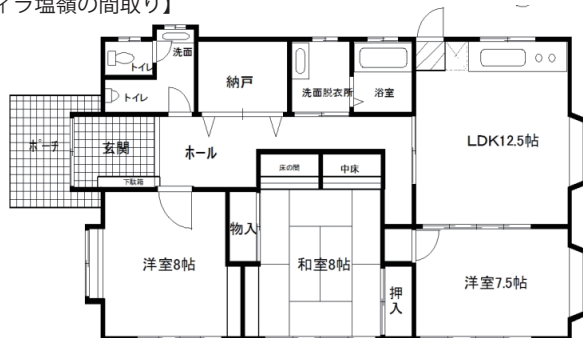 イラ塩嶺の間取り】
洗面
トイレ
トイレ
納戸
洗面脱衣所
浴室
LDK12.5帖
ポーチ
玄関
ホール
下駄箱
床の間
中床
物入
洋室8帖
和室8帖
押入
洋室7.5帖